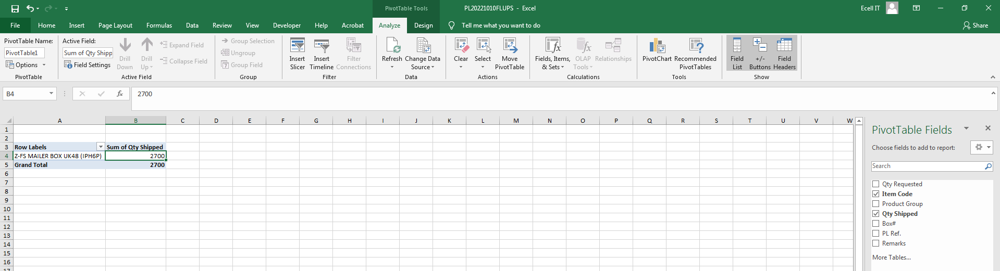 PivotTable Tools PL20221010FLUPS - Excel Ecell IT
File Home Insert Page Layout Formulas Data Review View Developer Help Acrobat Analyze Design Tell me what you want to do Share
PivotTable Name:
PivotTable1
Options
PivotTable
Active Field:
Sum of Qty Shipp
Field Settings
Drill
Down
Drill
Up
Expand Field
Collapse Field
Active Field
Group Selection
Ungroup
Group Field
Group
Insert
Slicer
Insert
Timeline
Filter
Connections
Filter
Refresh
Change Data
Source
Data
Clear
Select
Move
PivotTable
Actions
Fields, Items,
& Sets
OLAP
Tools
Relationships
Calculations
PivotChart
Recommended
PivotTables
Tools
Field
List
+/-
Buttons
Field
Headers
Show
B4 fx 2700
A B C D E F G H I J K L M N O P Q R S T U V W
1
2
3 Row Labels Sum of Qty Shipped
4 Z-FS MAILER BOX UK48 (IPH6P) 2700
5 Grand Total 2700
6
7
8
9
10
11
12
13
14
15
16
17
PivotTable Fields
Choose fields to add to report:
Search
Qty Requested
Item Code
Product Group
Qty Shipped
Box#
PL Ref.
Remarks
More Tables...